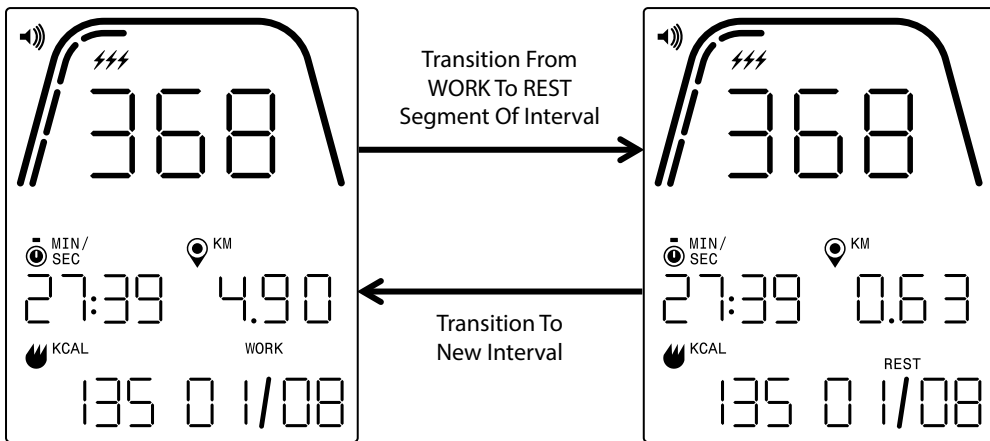 368
MIN/
SEC
KM
27:39
4.90
KCAL
WORK
135
01/08
Transition From
WORK To REST
Segment Of Interval
Transition To
New Interval
368
MIN/
SEC
KM
27:39
0.63
KCAL
REST
135
01/08